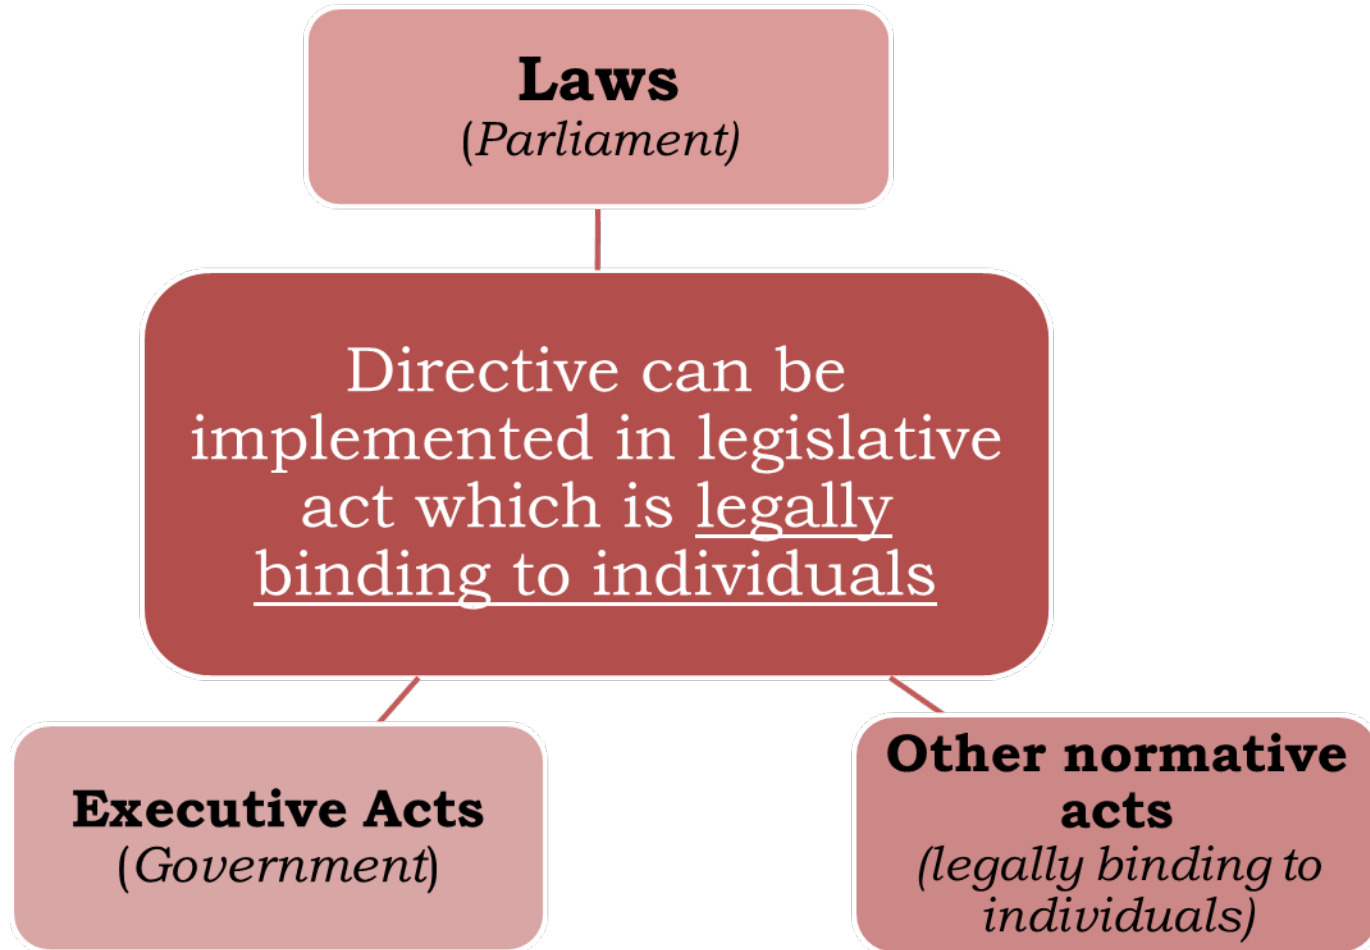 Laws
(Parliament)
Directive can be
implemented in legislative
act which is legally
binding to individuals
Executive Acts
(Government)
Other normative
acts
(legally binding to
individuals)